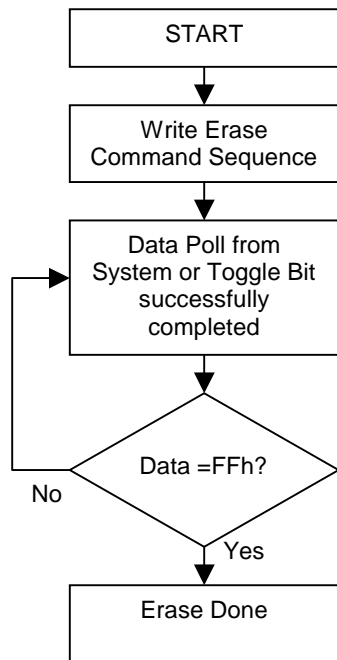 START
Write Erase
Command Sequence
Data Poll from
System or Toggle Bit
successfully
completed
Data =FFh?
No
Yes
Erase Done